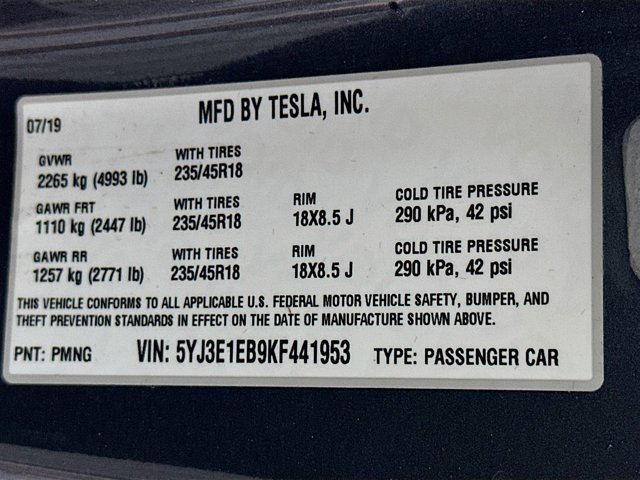 MFD BY TESLA, INC.
07/19
GVWR WITH TIRES
2265 kg (4993 lb) 235/45R18
GAWR FRT WITH TIRES RIM COLD TIRE PRESSURE
1110 kg (2447 lb) 235/45R18 18X8.5 J 290 kPa, 42 psi
GAWR RR WITH TIRES RIM COLD TIRE PRESSURE
1257 kg (2771 lb) 235/45R18 18X8.5 J 290 kPa, 42 psi
THIS VEHICLE CONFORMS TO ALL APPLICABLE U.S. FEDERAL MOTOR VEHICLE SAFETY, BUMPER, AND
THEFT PREVENTION STANDARDS IN EFFECT ON THE DATE OF MANUFACTURE SHOWN ABOVE.
PNT: PMNG VIN: 5YJ3E1EB9KF441953 TYPE: PASSENGER CAR